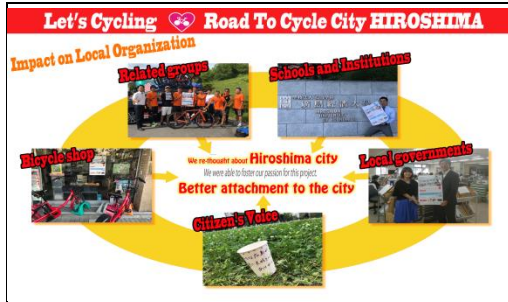 Let's Cycling Road To Cycle City HIROSHIMA
Impact on Local Organization
Related groups
Schools and Institutions
Bicycle shop
We re-thought about Hiroshima city
We were able to foster our passion for this project.
Better attachment to the city
Local governments
Citizen's Voice